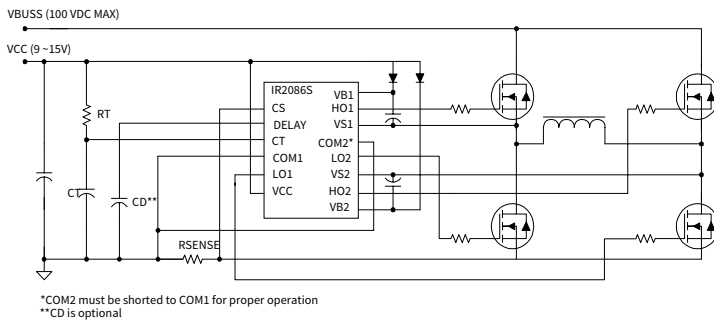 VBUSS (100 VDC MAX)
VCC (9 ~15V)
IR2086S
RT
CS
VB1
HO1
DELAY
VS1
CT
COM2*
COM1
LO2
LO1
VS2
VCC
HO2
VB2
CT
CD**
RSENSE
*COM2 must be shorted to COM1 for proper operation
**CD is optional